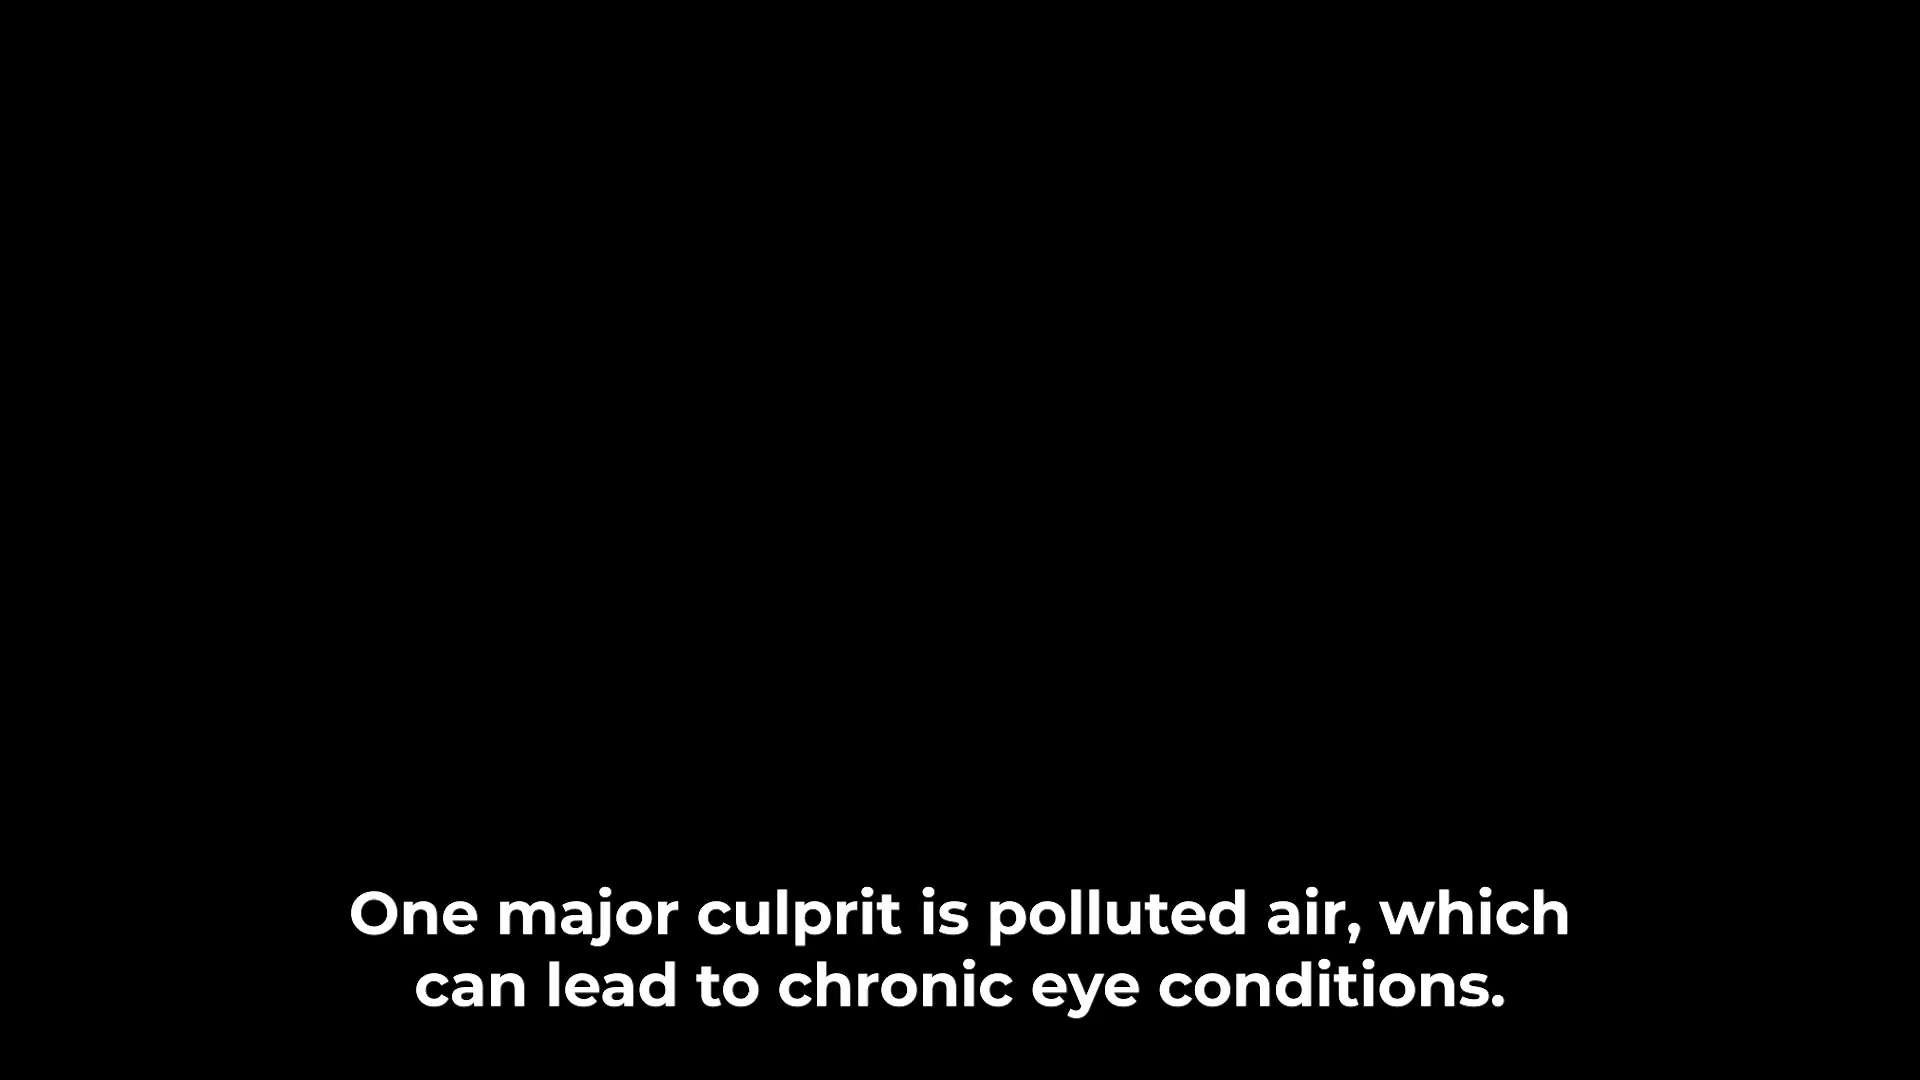 One major culprit is polluted air, which
can lead to chronic eye conditions.